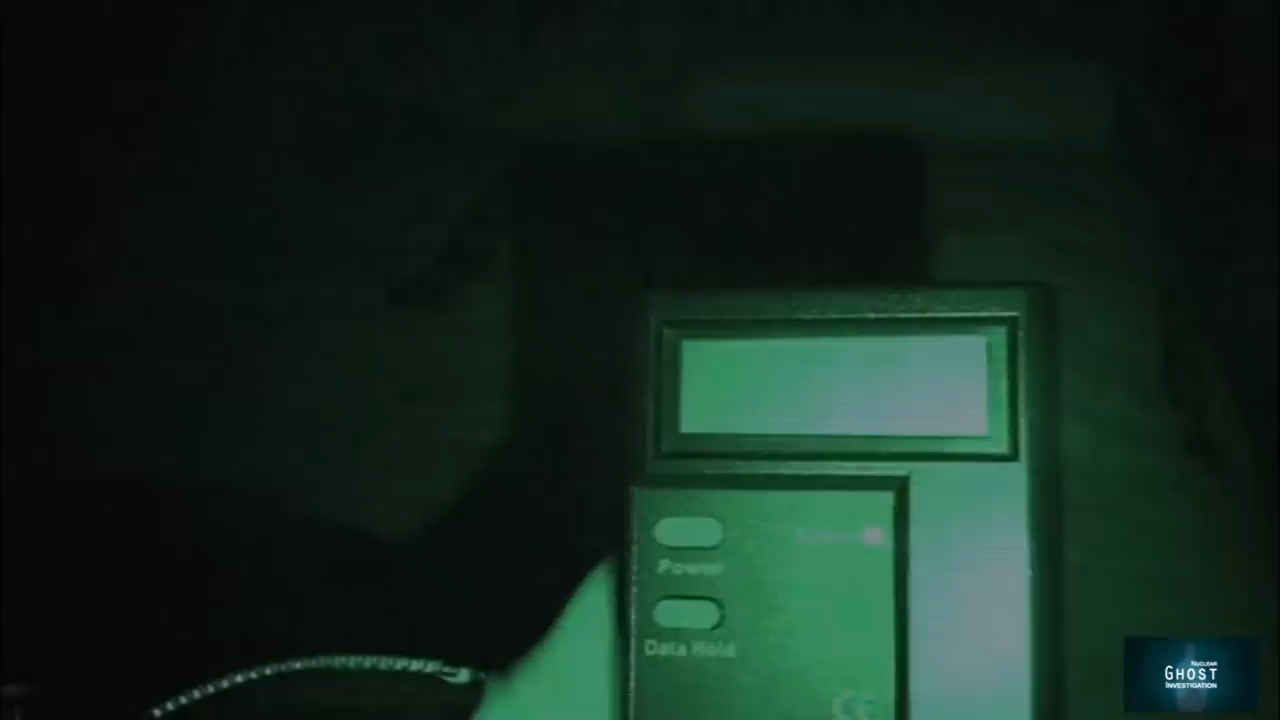 Power
Data Hold
CE
NUCLEAR
GHOST
INVESTIGATION